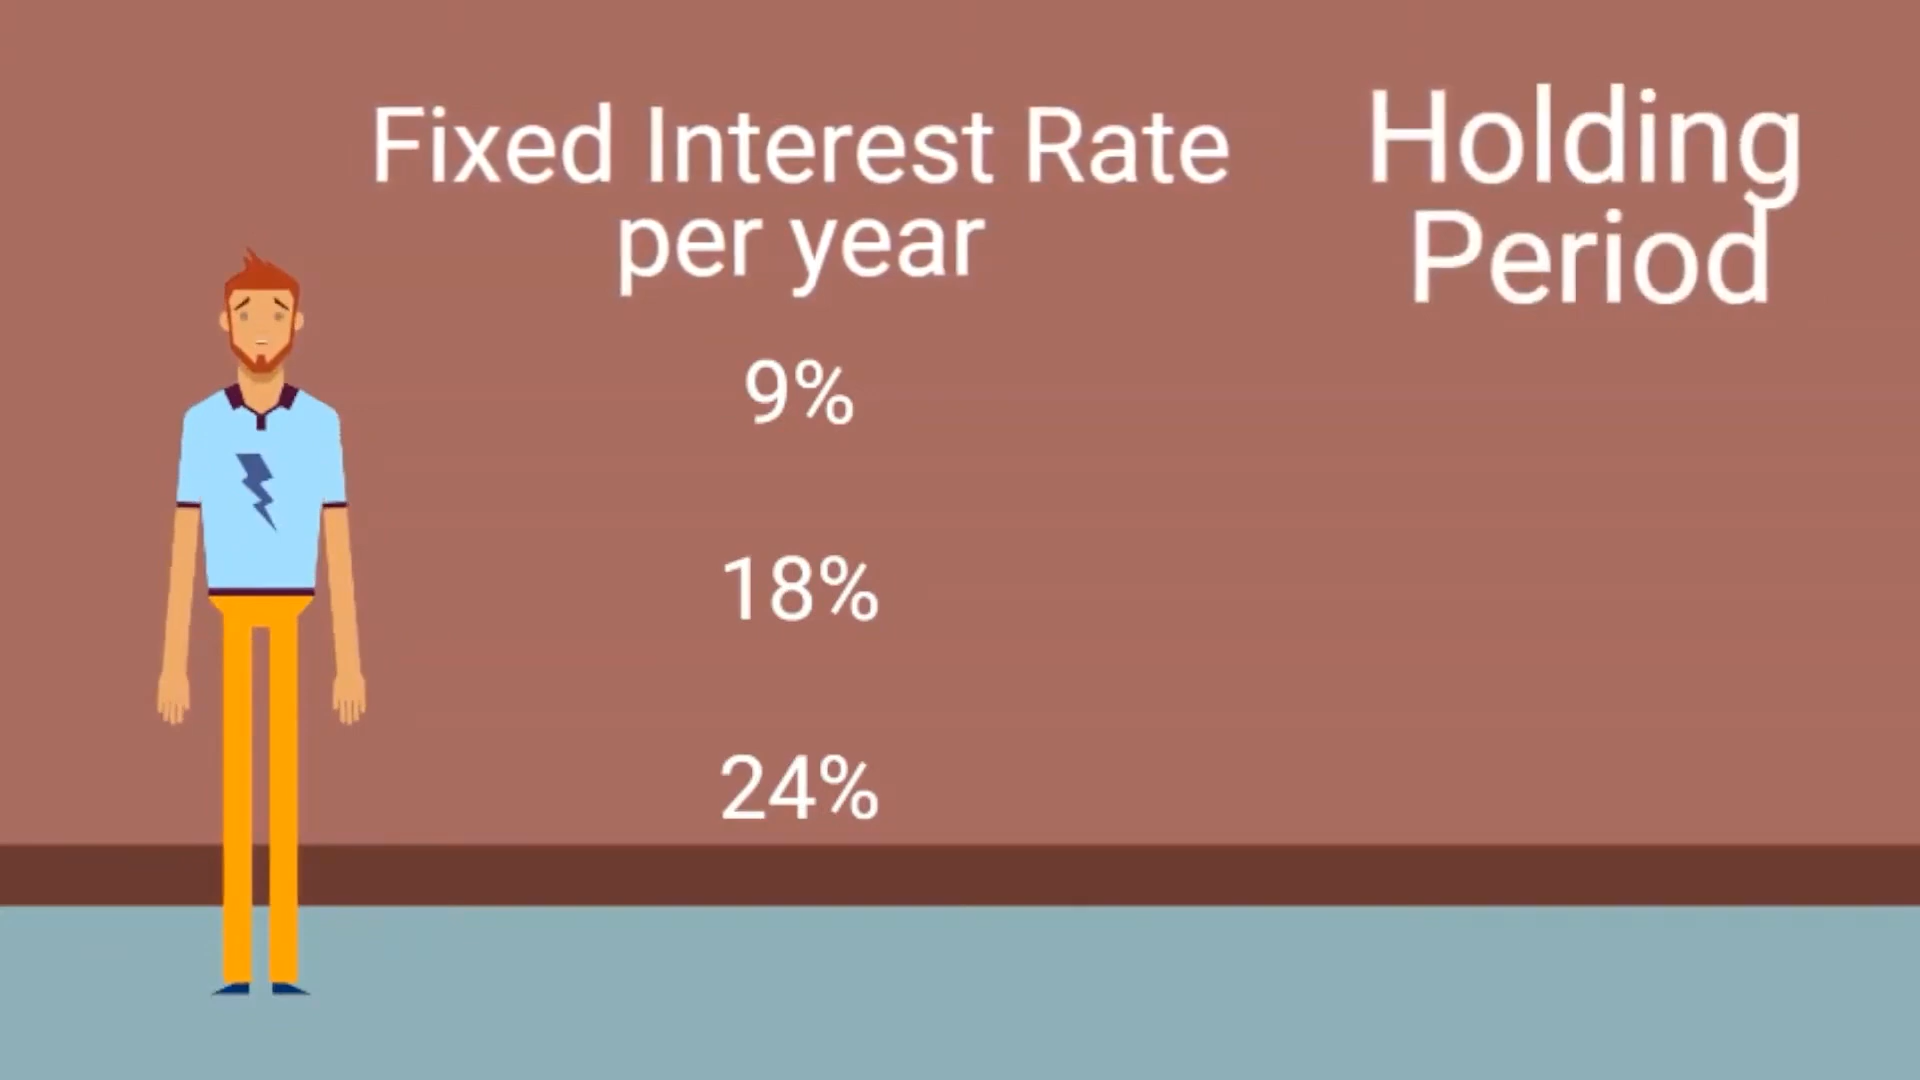 Fixed Interest Rate
per year
Holding
Period
9%
18%
24%